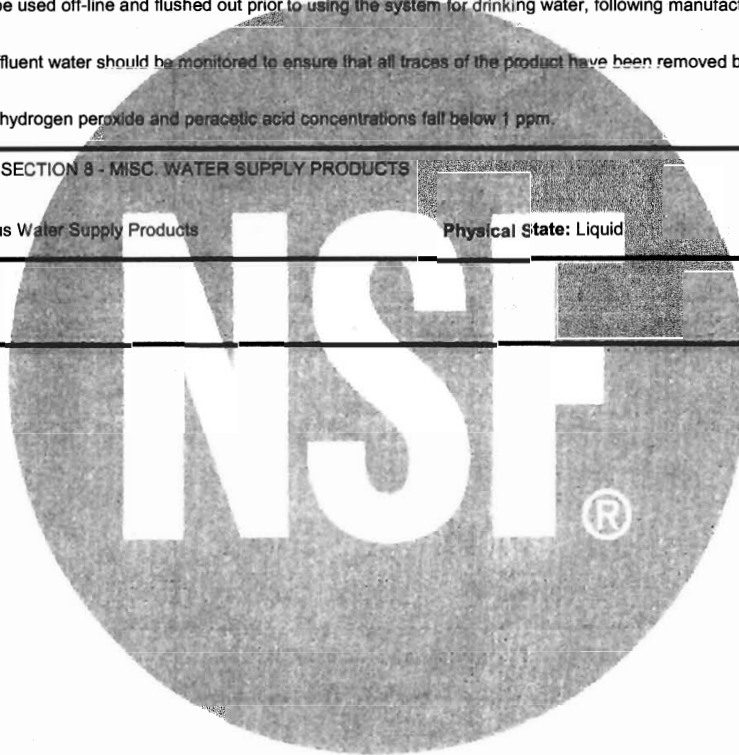 be used off-line and flushed out prior to using the system for drinking water, following manufac
ffluent water should be monitored to ensure that all traces of the product have been removed b
hydrogen peroxide and peracetic acid concentrations fall below 1 ppm.
SECTION 8 - MISC. WATER SUPPLY PRODUCTS
us Water Supply Products Physical State: Liquid
NSF®